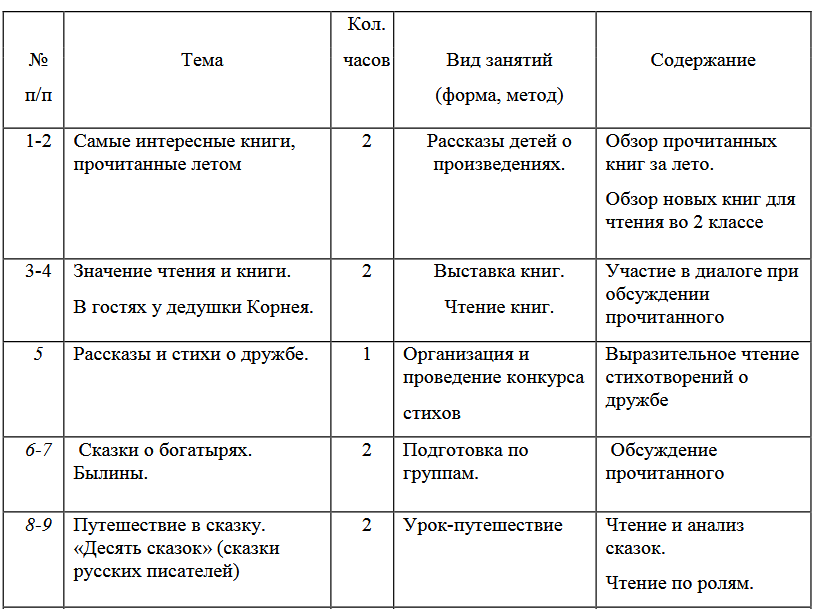 №
п/п
Тема
Кол.
часов
Вид занятий
(форма, метод)
Содержание
1-2
Самые интересные книги,
прочитанные летом
2
Рассказы детей о
произведениях.
Обзор прочитанных
книг за лето.
Обзор новых книг для
чтения во 2 классе
3-4
Значение чтения и книги.
В гостях у дедушки Корнея.
2
Выставка книг.
Чтение книг.
Участие в диалоге при
обсуждении
прочитанного
5
Рассказы и стихи о дружбе.
1
Организация и
проведение конкурса
стихов
Выразительное чтение
стихотворений о
дружбе
6-7
Сказки о богатырях.
Былины.
2
Подготовка по
группам.
Обсуждение
прочитанного
8-9
Путешествие в сказку.
«Десять сказок» (сказки
русских писателей)
2
Урок-путешествие
Чтение и анализ
сказок.
Чтение по ролям.